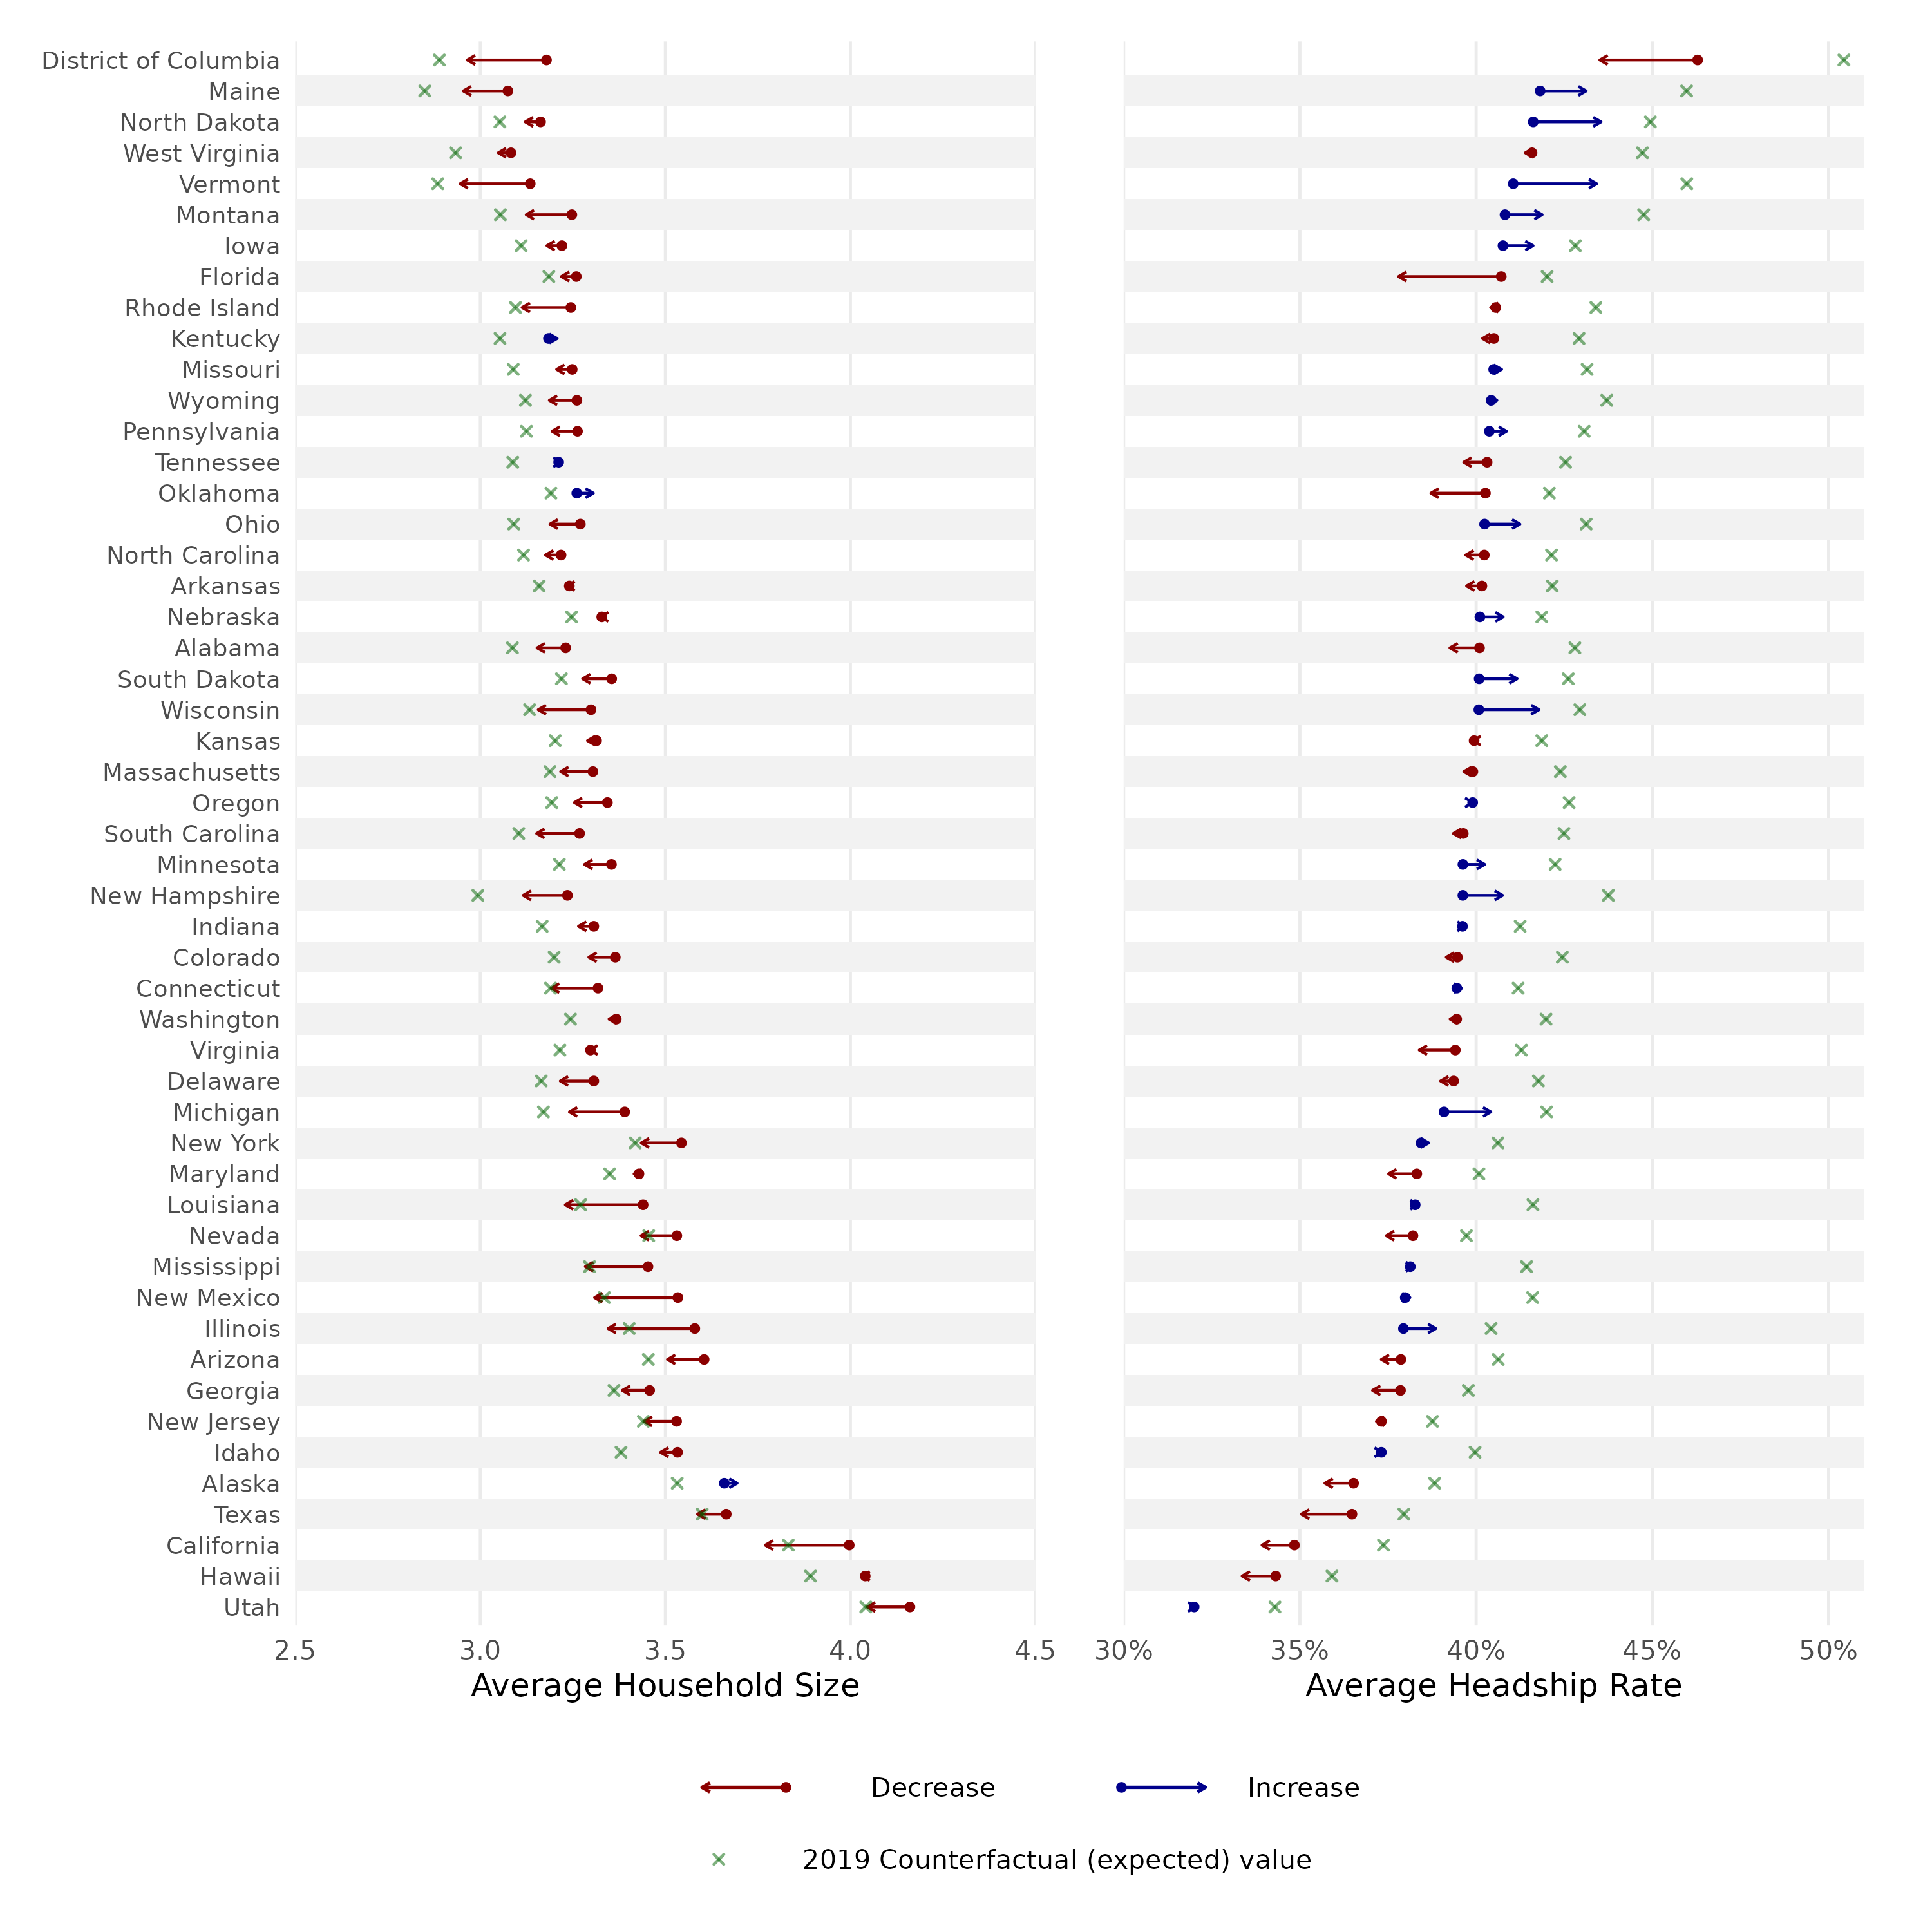 District of Columbia
Maine
North Dakota
West Virginia
Vermont
Montana
Iowa
Florida
Rhode Island
Kentucky
Missouri
Wyoming
Pennsylvania
Tennessee
Oklahoma
Ohio
North Carolina
Arkansas
Nebraska
Alabama
South Dakota
Wisconsin
Kansas
Massachusetts
Oregon
South Carolina
Minnesota
New Hampshire
Indiana
Colorado
Connecticut
Washington
Virginia
Delaware
Michigan
New York
Maryland
Louisiana
Nevada
Mississippi
New Mexico
Illinois
Arizona
Georgia
New Jersey
Idaho
Alaska
Texas
California
Hawaii
Utah
2.5 3.0 3.5 4.0 4.5 30% 35% 40% 45% 50%
Average Household Size Average Headship Rate
Decrease Increase
2019 Counterfactual (expected) value